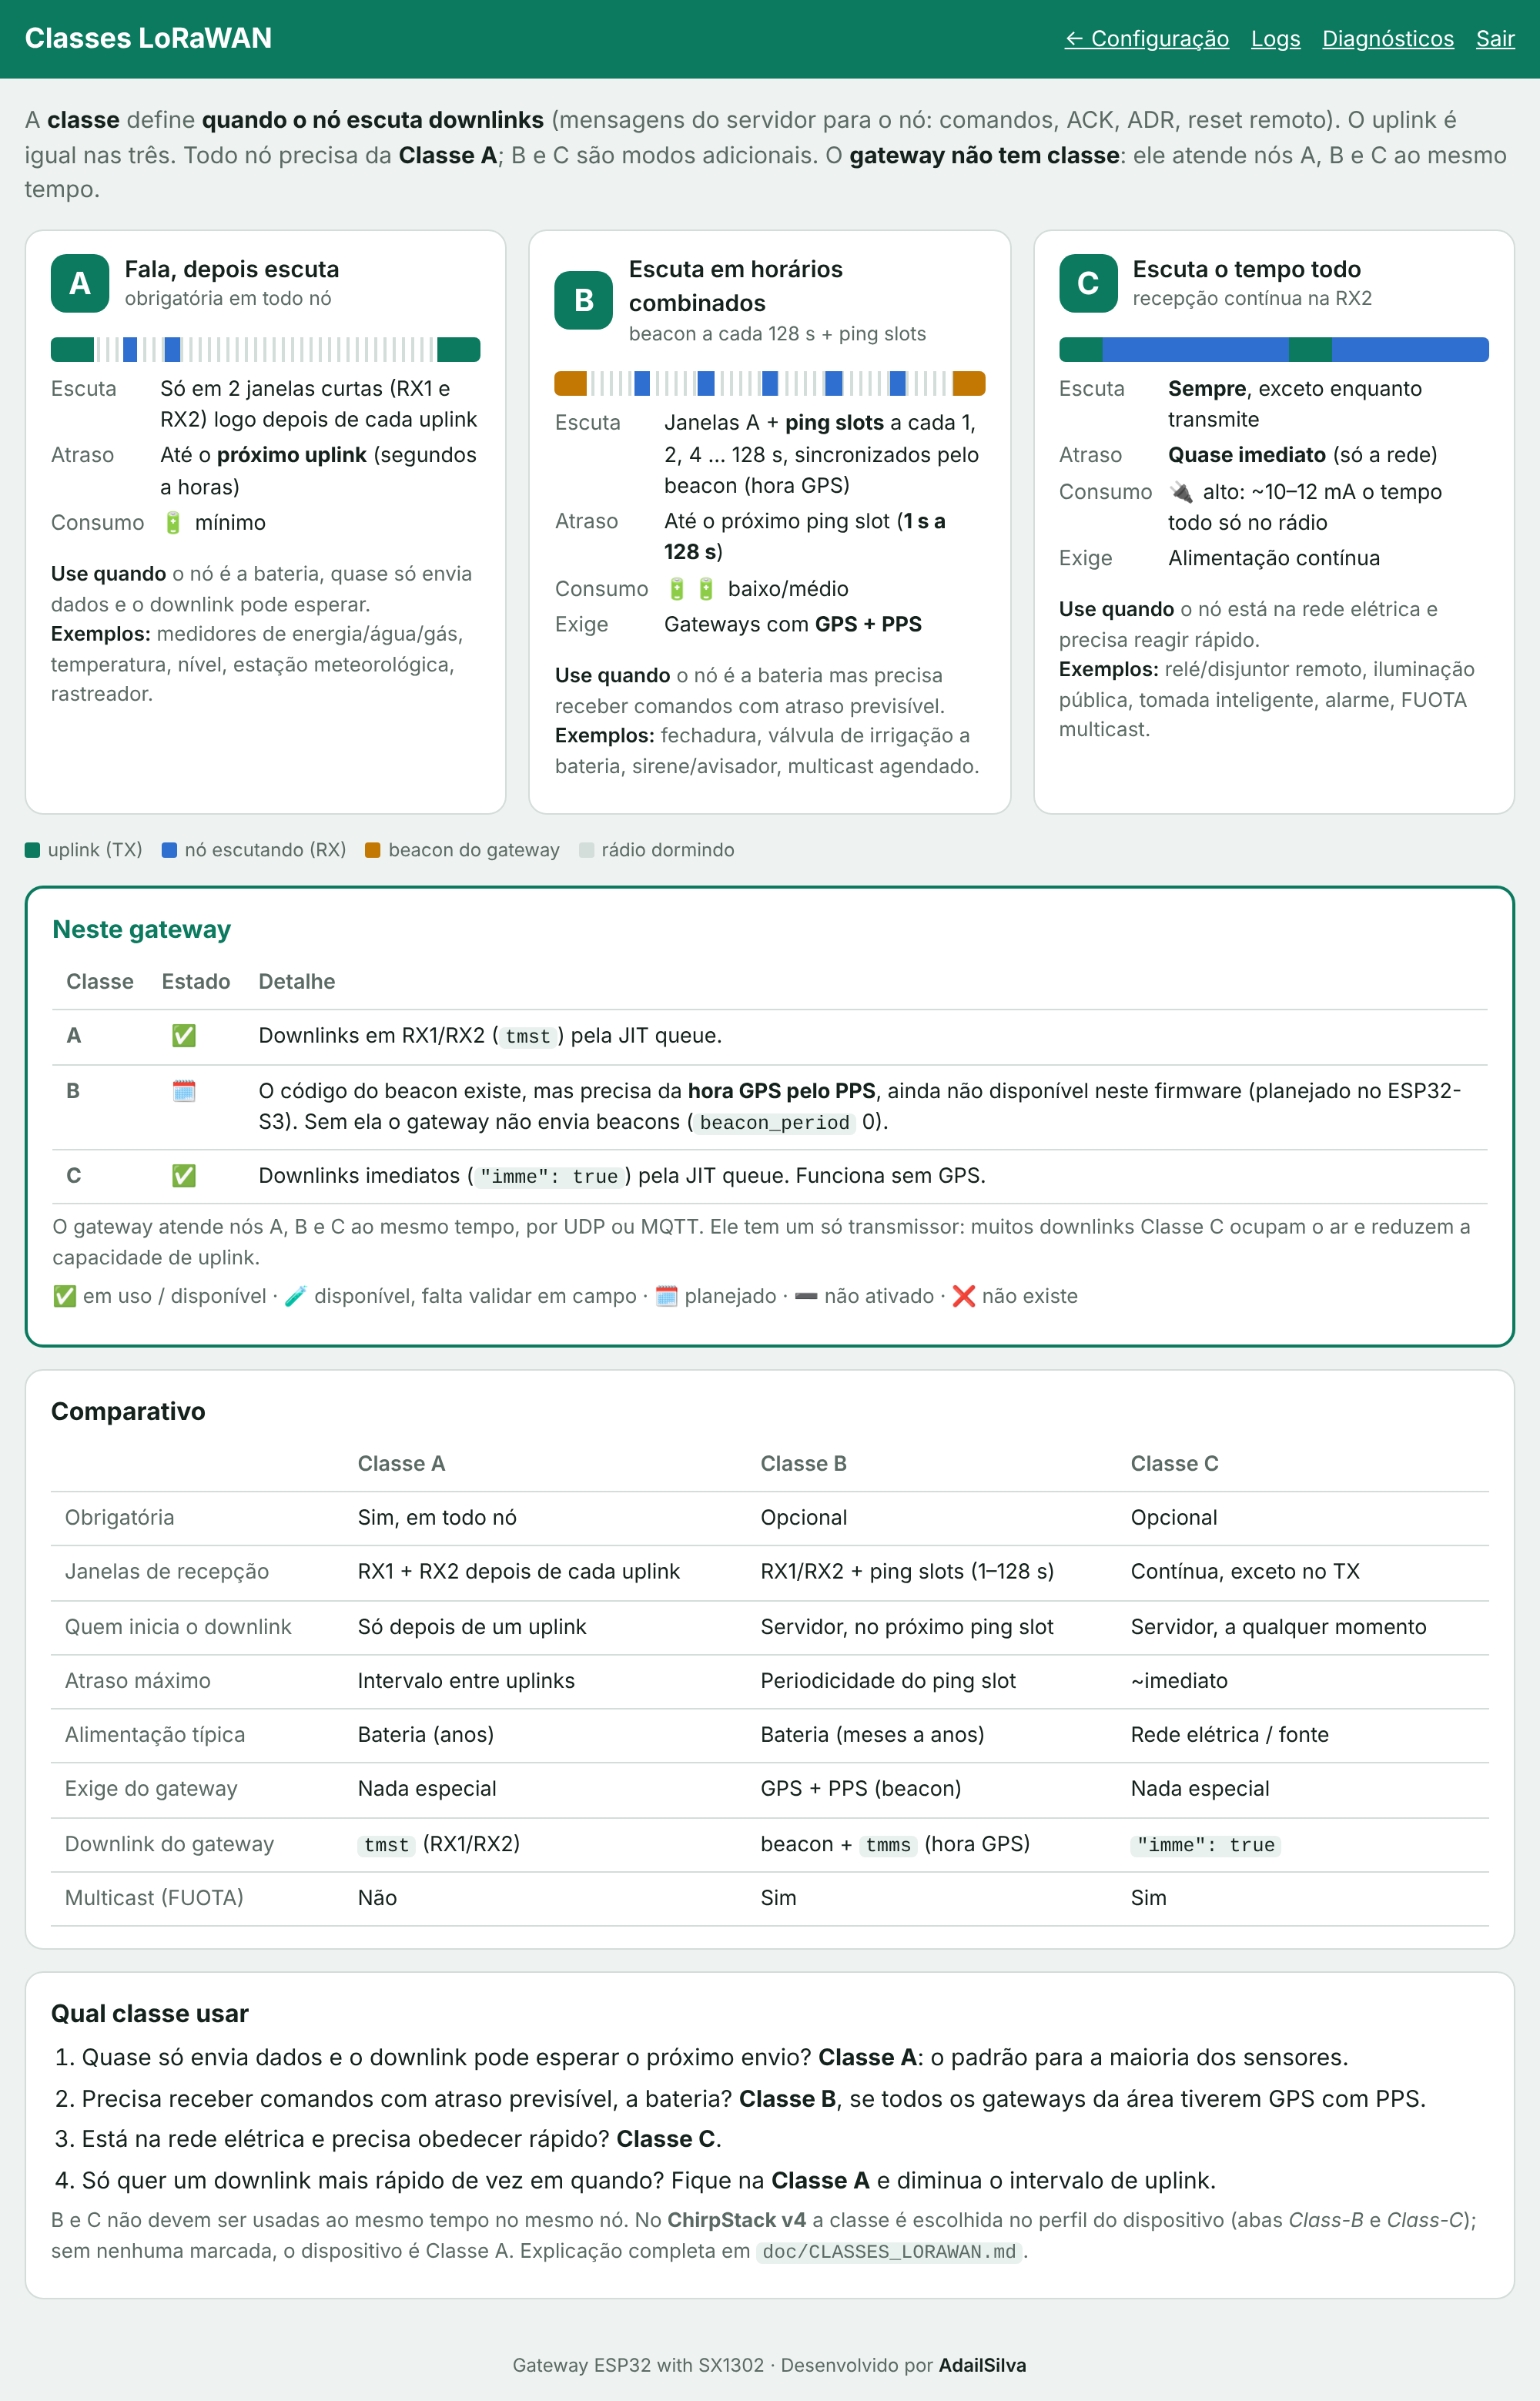 Classes LoRaWAN
← Configuração Logs Diagnósticos Sair
A classe define quando o nó escuta downlinks (mensagens do servidor para o nó: comandos, ACK, ADR, reset remoto). O uplink é
igual nas três. Todo nó precisa da Classe A; B e C são modos adicionais. O gateway não tem classe: ele atende nós A, B e C ao mesmo
tempo.
A
Fala, depois escuta
obrigatória em todo nó
Escuta Só em 2 janelas curtas (RX1 e
RX2) logo depois de cada uplink
Atraso Até o próximo uplink (segundos
a horas)
Consumo 🔋 mínimo
Use quando o nó é a bateria, quase só envia
dados e o downlink pode esperar.
Exemplos: medidores de energia/água/gás,
temperatura, nível, estação meteorológica,
rastreador.
B
Escuta em horários
combinados
beacon a cada 128 s + ping slots
Escuta Janelas A + ping slots a cada 1,
2, 4 … 128 s, sincronizados pelo
beacon (hora GPS)
Atraso Até o próximo ping slot (1 s a
128 s)
Consumo 🔋🔋 baixo/médio
Exige Gateways com GPS + PPS
Use quando o nó é a bateria mas precisa
receber comandos com atraso previsível.
Exemplos: fechadura, válvula de irrigação a
bateria, sirene/avisador, multicast agendado.
C
Escuta o tempo todo
recepção contínua na RX2
Escuta Sempre, exceto enquanto
transmite
Atraso Quase imediato (só a rede)
Consumo 🔌 alto: ~10–12 mA o tempo
todo só no rádio
Exige Alimentação contínua
Use quando o nó está na rede elétrica e
precisa reagir rápido.
Exemplos: relé/disjuntor remoto, iluminação
pública, tomada inteligente, alarme, FUOTA
multicast.
uplink (TX) nó escutando (RX) beacon do gateway rádio dormindo
Neste gateway
Classe Estado Detalhe
A ✅ Downlinks em RX1/RX2 (tmst) pela JIT queue.
B 🗓️ O código do beacon existe, mas precisa da hora GPS pelo PPS, ainda não disponível neste firmware (planejado no ESP32-
S3). Sem ela o gateway não envia beacons (beacon_period 0).
C ✅ Downlinks imediatos ("imme": true) pela JIT queue. Funciona sem GPS.
O gateway atende nós A, B e C ao mesmo tempo, por UDP ou MQTT. Ele tem um só transmissor: muitos downlinks Classe C ocupam o ar e reduzem a
capacidade de uplink.
✅ em uso / disponível · 🧪 disponível, falta validar em campo · 🗓️ planejado · ➖ não ativado · ❌ não existe
Comparativo
Classe A Classe B Classe C
Obrigatória Sim, em todo nó Opcional Opcional
Janelas de recepção RX1 + RX2 depois de cada uplink RX1/RX2 + ping slots (1–128 s) Contínua, exceto no TX
Quem inicia o downlink Só depois de um uplink Servidor, no próximo ping slot Servidor, a qualquer momento
Atraso máximo Intervalo entre uplinks Periodicidade do ping slot ~imediato
Alimentação típica Bateria (anos) Bateria (meses a anos) Rede elétrica / fonte
Exige do gateway Nada especial GPS + PPS (beacon) Nada especial
Downlink do gateway tmst (RX1/RX2) beacon + tmms (hora GPS) "imme": true
Multicast (FUOTA) Não Sim Sim
Qual classe usar
1. Quase só envia dados e o downlink pode esperar o próximo envio? Classe A: o padrão para a maioria dos sensores.
2. Precisa receber comandos com atraso previsível, a bateria? Classe B, se todos os gateways da área tiverem GPS com PPS.
3. Está na rede elétrica e precisa obedecer rápido? Classe C.
4. Só quer um downlink mais rápido de vez em quando? Fique na Classe A e diminua o intervalo de uplink.
B e C não devem ser usadas ao mesmo tempo no mesmo nó. No ChirpStack v4 a classe é escolhida no perfil do dispositivo (abas Class-B e Class-C);
sem nenhuma marcada, o dispositivo é Classe A. Explicação completa em doc/CLASSES_LORAWAN.md.
Gateway ESP32 with SX1302 · Desenvolvido por AdailSilva